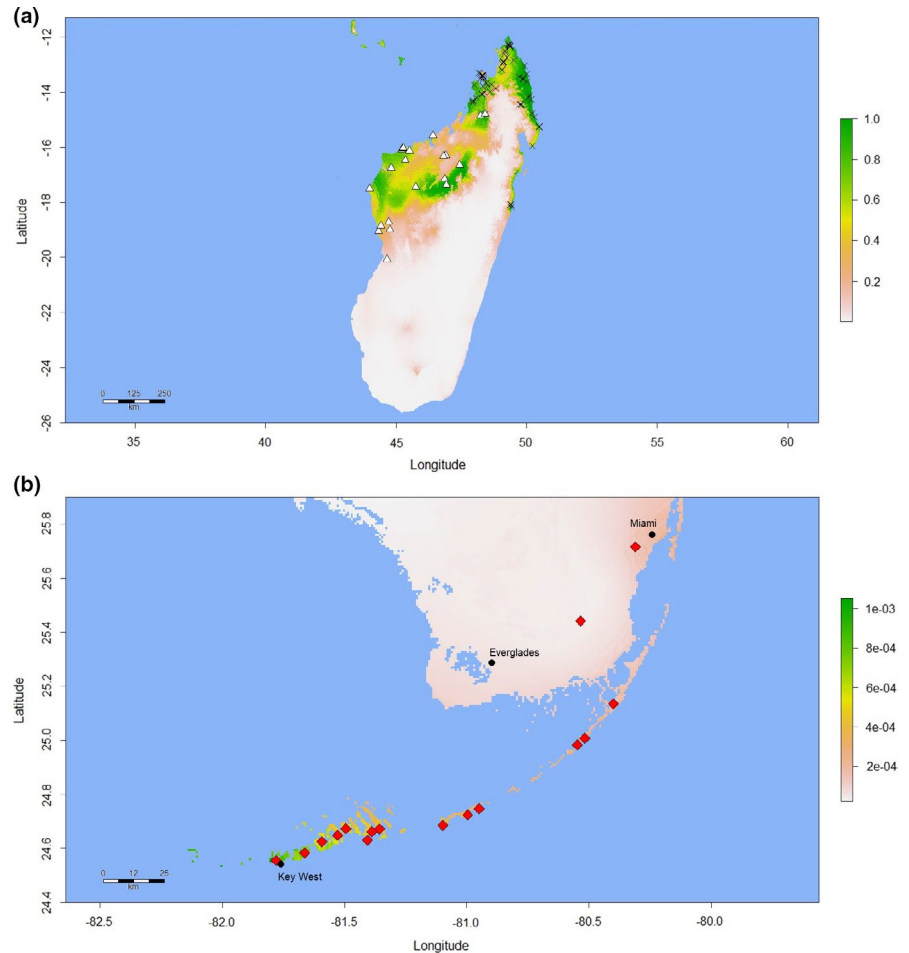 (a)
-12
-14
-16
-18
-20
-22
-24
-26
Latitude
0 125 250
km
35 40 45 50 55 60
Longitude
1.0
0.8
0.6
0.4
0.2
(b)
25.8
25.6
25.4
25.2
25.0
24.8
24.6
24.4
Latitude
Miami
Everglades
Key West
0 12 25
km
-82.5 -82.0 -81.5 -81.0 -80.5 -80.0
Longitude
1e-03
8e-04
6e-04
4e-04
2e-04